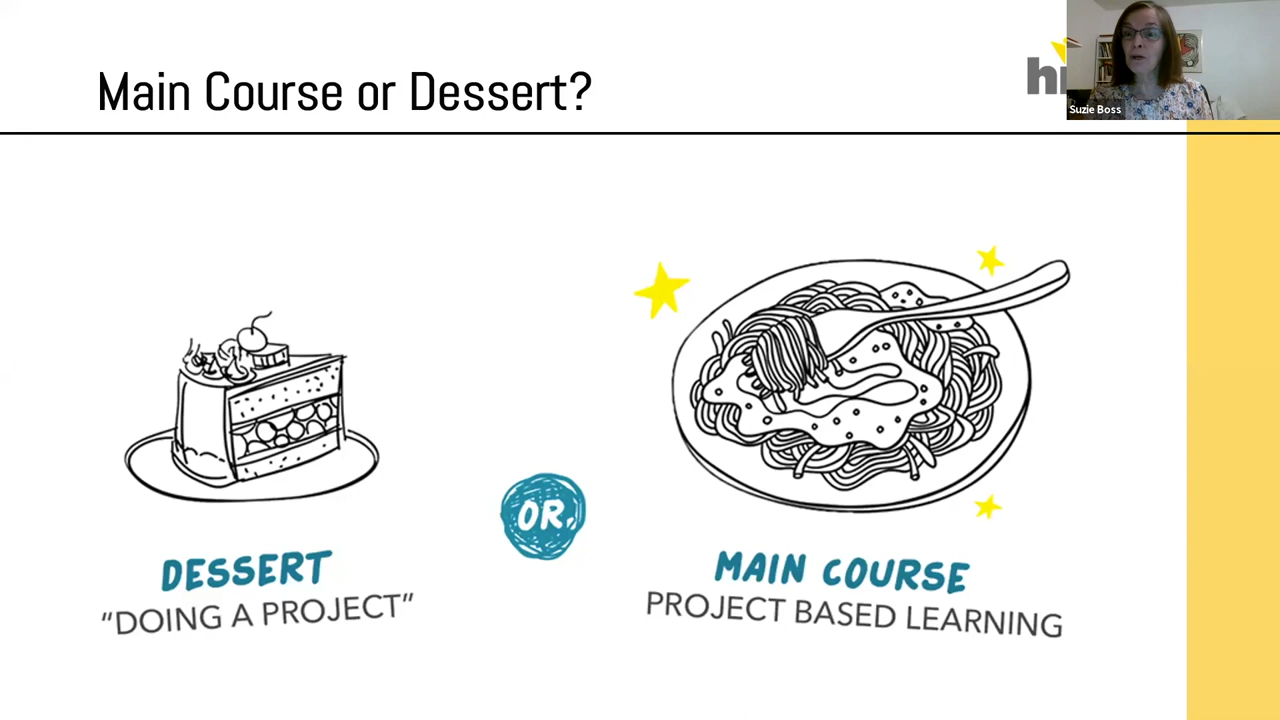 Main Course or Dessert?
Suzie Boss
OR
DESSERT
“DOING A PROJECT”
MAIN COURSE
PROJECT BASED LEARNING